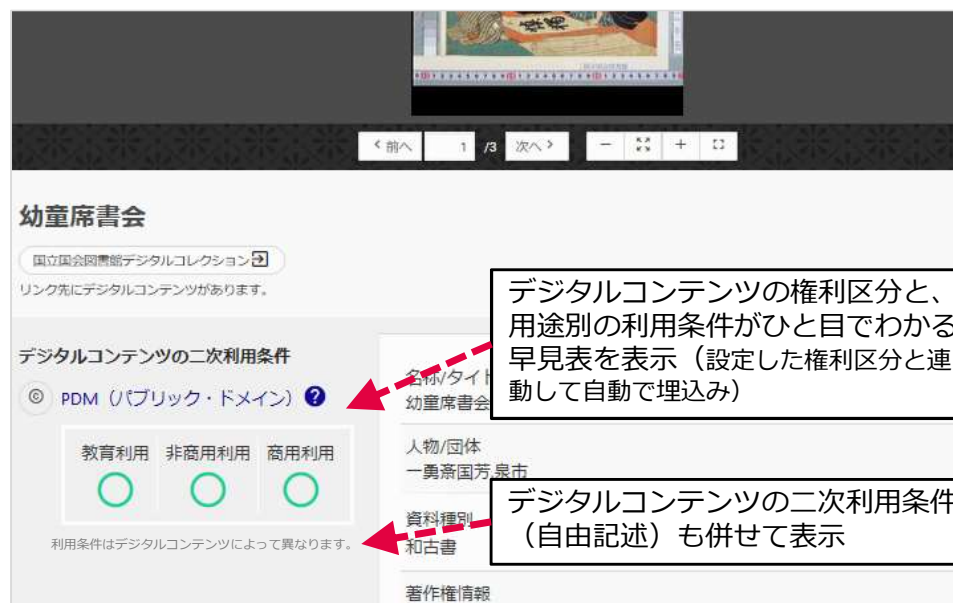 <前へ 1 /3 次へ>
幼童席書会
国立国会図書館デジタルコレクション
リンク先にデジタルコンテンツがあります。
デジタルコンテンツの権利区分と、
用途別の利用条件がひと目でわかる
早見表を表示（設定した権利区分と連
動して自動で埋込み）
デジタルコンテンツの二次利用条件
© PDM（パブリック・ドメイン） ?
教育利用 非商用利用 商用利用
利用条件はデジタルコンテンツによって異なります。
名称/タイト
幼童席書会
人物/団体
一勇斎国芳,泉市
デジタルコンテンツの二次利用条件
（自由記述）も併せて表示
資料種別
和古書
著作権情報